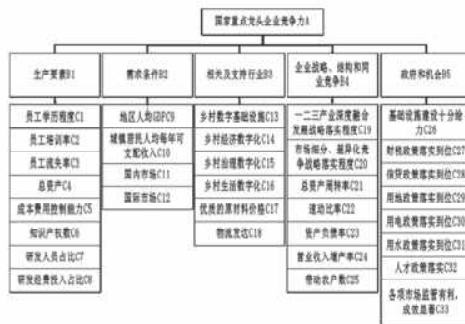 国家重点龙头企业竞争力A
生产要素B1
员工学历程度C1
员工培训率C2
员工流失率C3
总资产C4
成本费用控制能力C5
知识产权数C6
研发人员占比C7
研发经费投入占比C8
需求条件B2
地区人均GDPC9
城镇居民人均每年可
支配收入C10
国内市场C11
国际市场C12
相关及支持行业B3
乡村数字基础设施C13
乡村经济数字化C14
乡村治理数字化C15
乡村生活数字化C16
优质的原材料价格C17
物流发达C18
企业战略、结构和同
业竞争B4
一二三产业深度融合
发展战略落实程度C19
市场细分、差异化竞
争战略落实程度C20
总资产周转率C21
速动比率C22
资产负债率C23
营业收入增产率C24
带动农户数C25
政府和机会B5
基础设施建设十分给
力C26
财税政策落实到位C27
信贷政策落实到位C28
用地政策落实到位C29
用电政策落实到位C30
用水政策落实到位C31
人才政策落实C32
各项市场监管有利,
成效显著C33